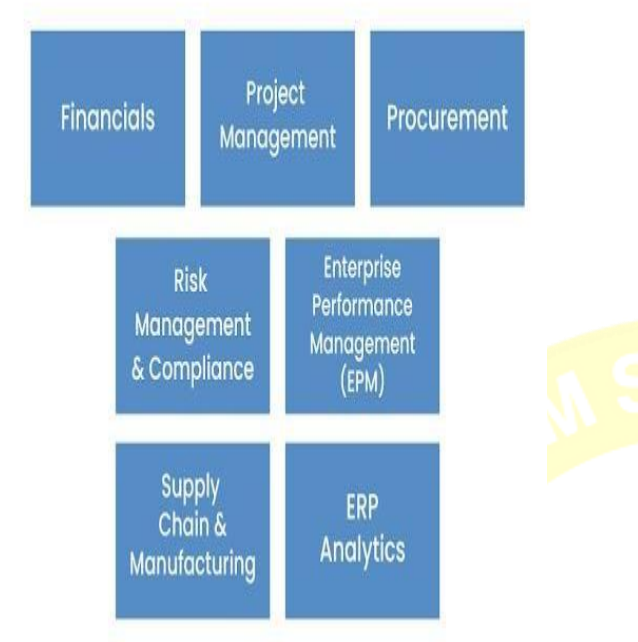 Financials
Project
Management
Procurement
Risk
Management
& Compliance
Enterprise
Performance
Management
(EPM)
Supply
Chain &
Manufacturing
ERP
Analytics
M S